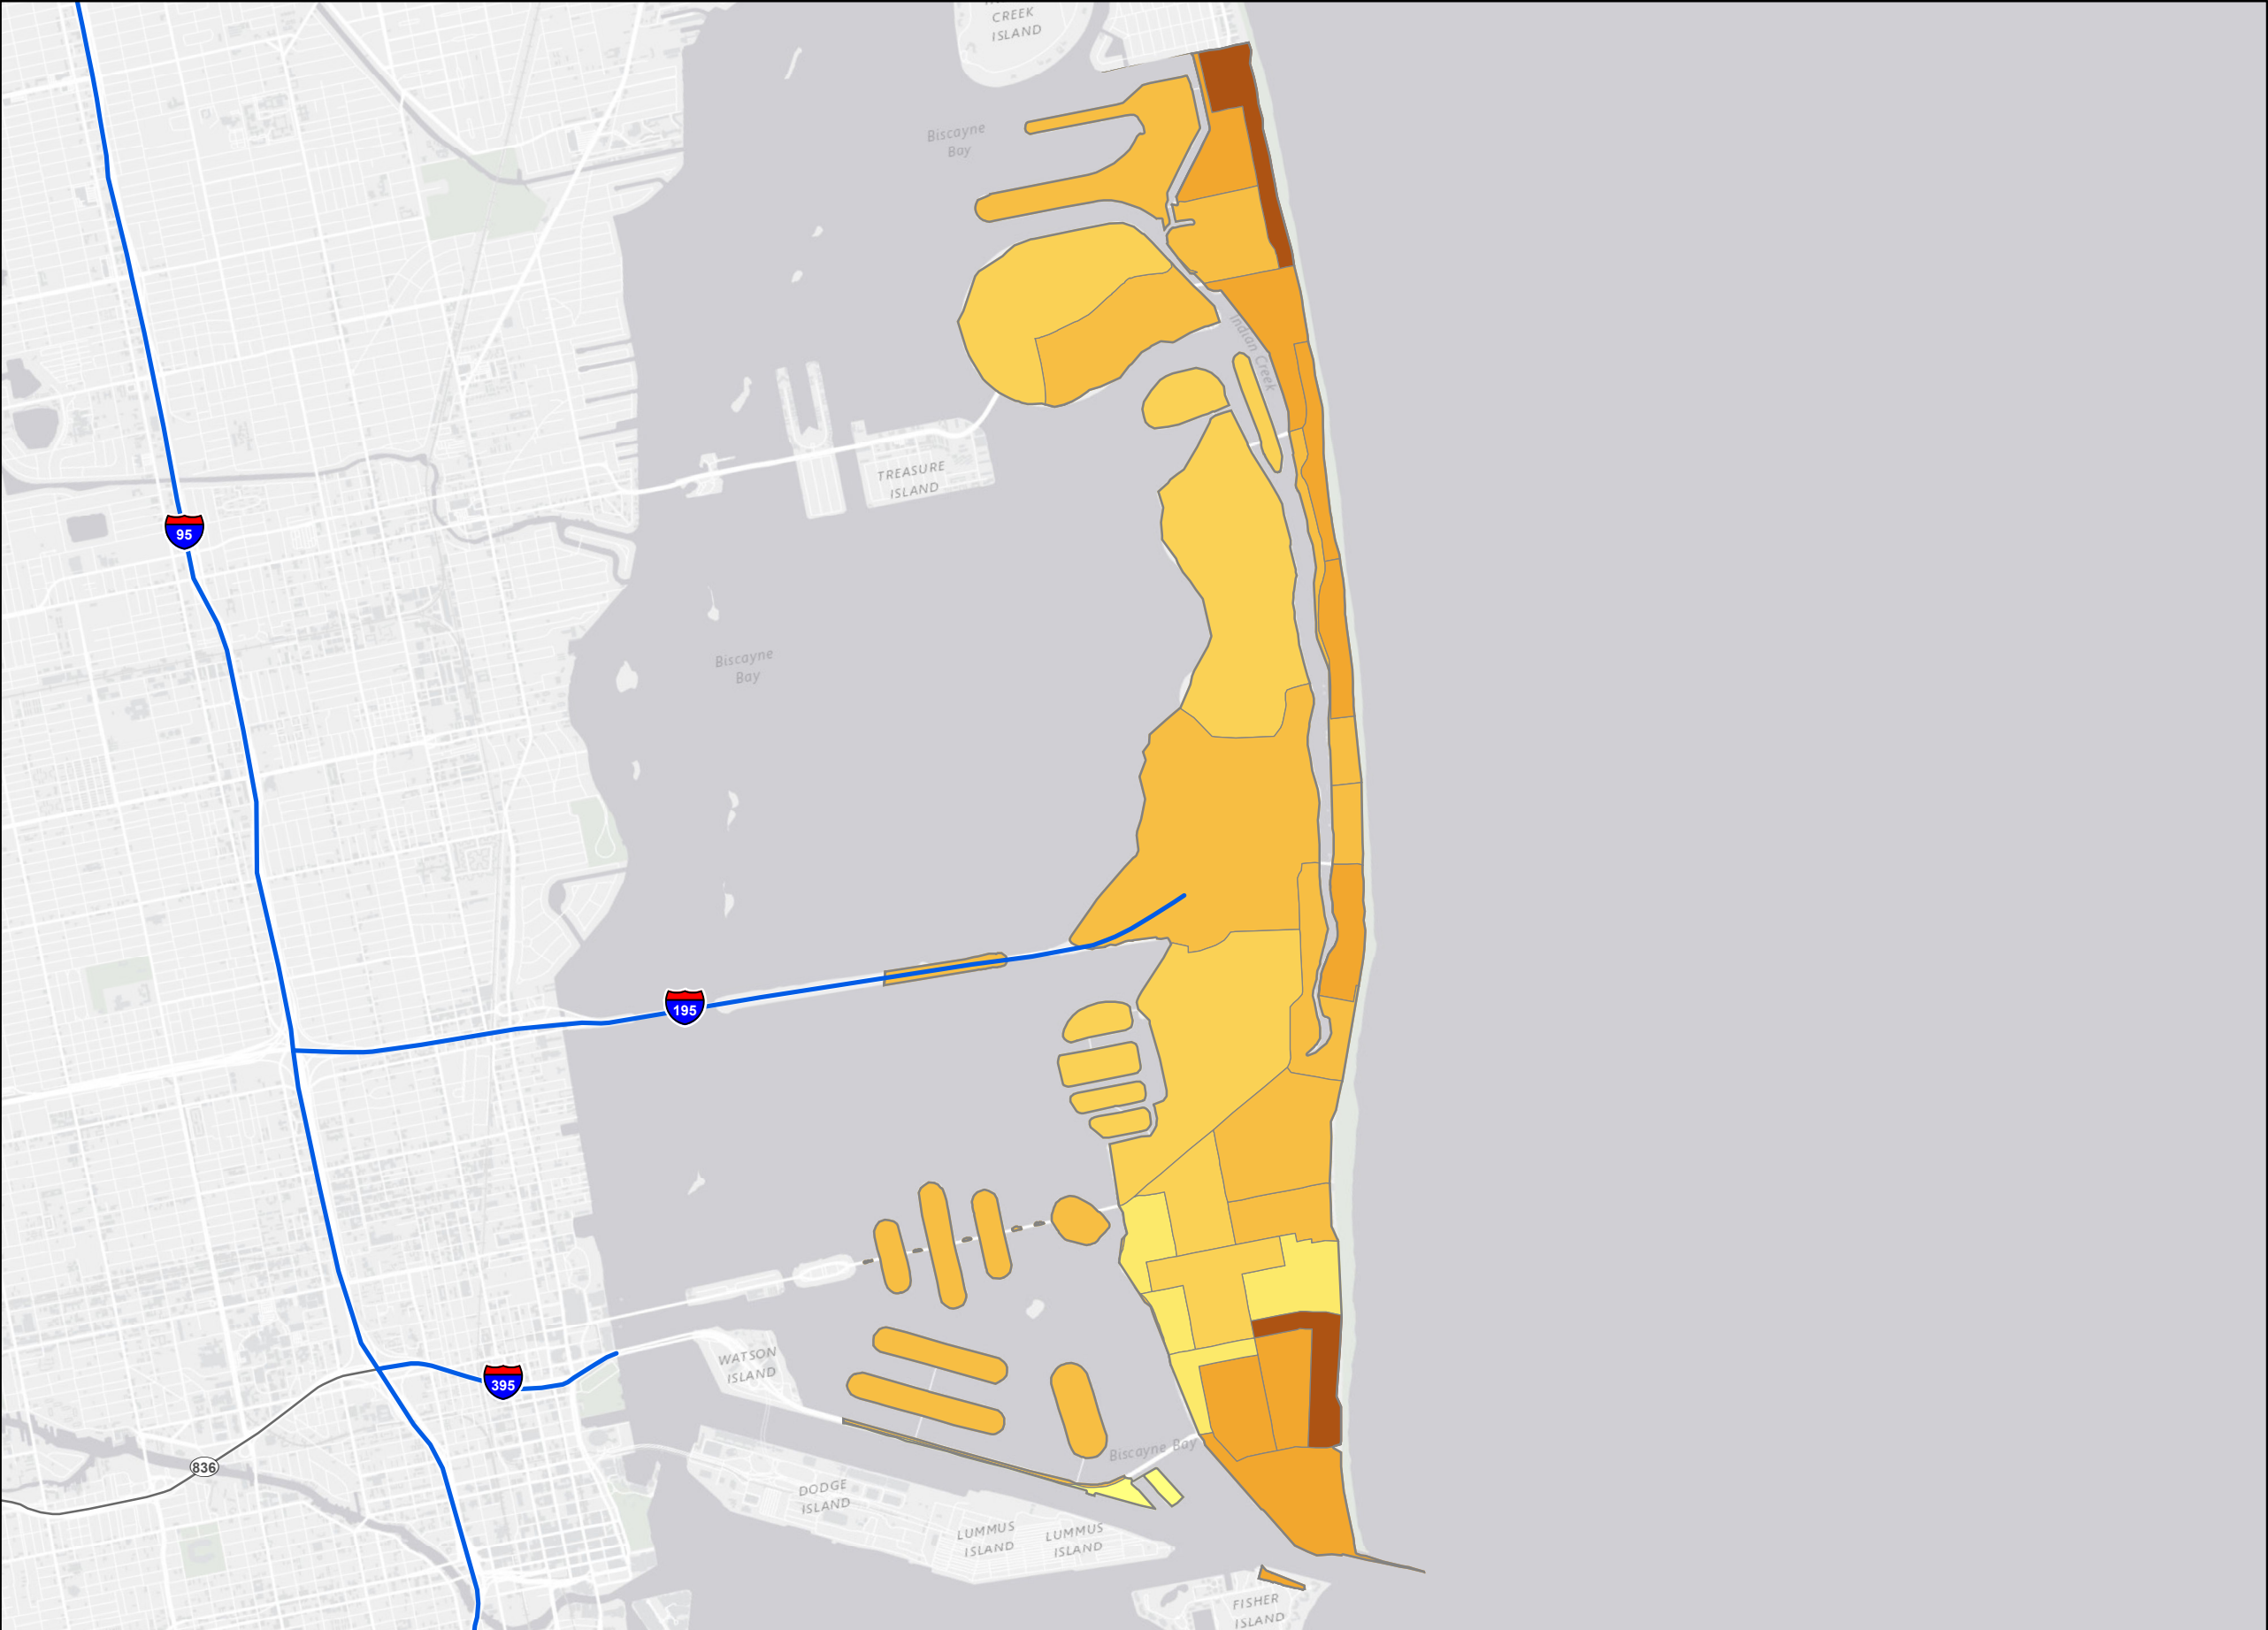 CREEK
ISLAND
Biscayne
Bay
Indian Creek
TREASURE
ISLAND
95
Biscayne
Bay
195
WATSON
ISLAND
395
Biscayne Bay
836
DODGE
ISLAND
LUMMUS
ISLAND
LUMMUS
ISLAND
FISHER
ISLAND